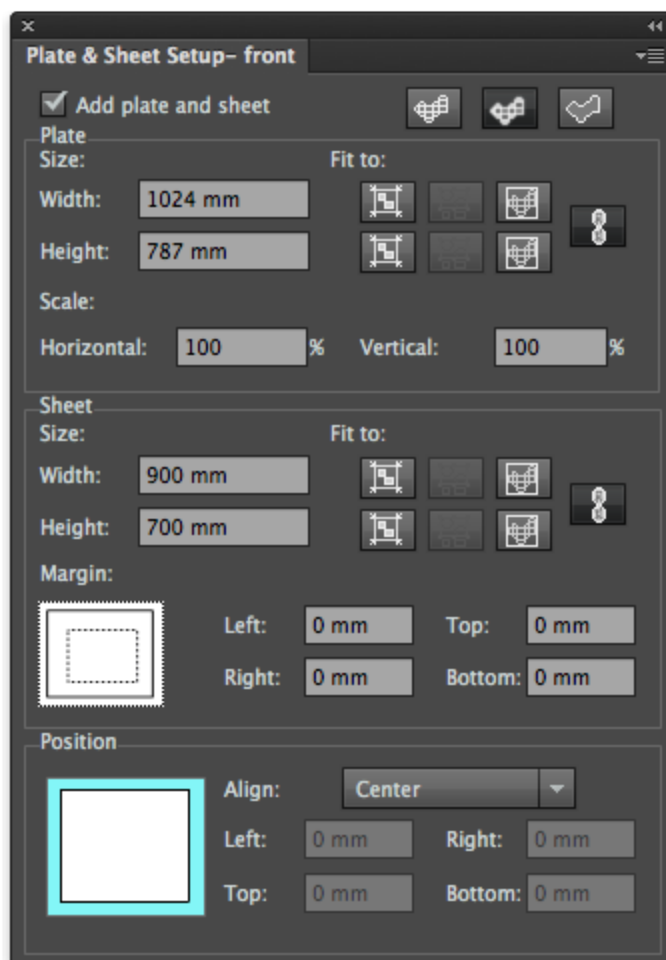 Plate & Sheet Setup– front
Add plate and sheet
Plate
Size: Fit to:
Width: 1024 mm
Height: 787 mm
Scale:
Horizontal: 100 % Vertical: 100 %
Sheet
Size: Fit to:
Width: 900 mm
Height: 700 mm
Margin:
Left: 0 mm Top: 0 mm
Right: 0 mm Bottom: 0 mm
Position
Align: Center
Left: 0 mm Right: 0 mm
Top: 0 mm Bottom: 0 mm